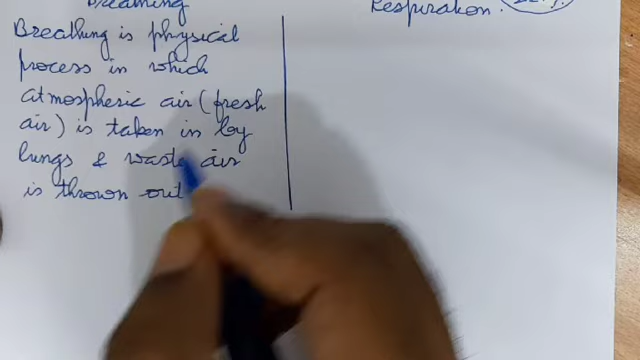 Breathing
Respiration.
Breathing is physical
process in which
atmospheric air (fresh
air) is taken in by
lungs & waste air
is thrown out